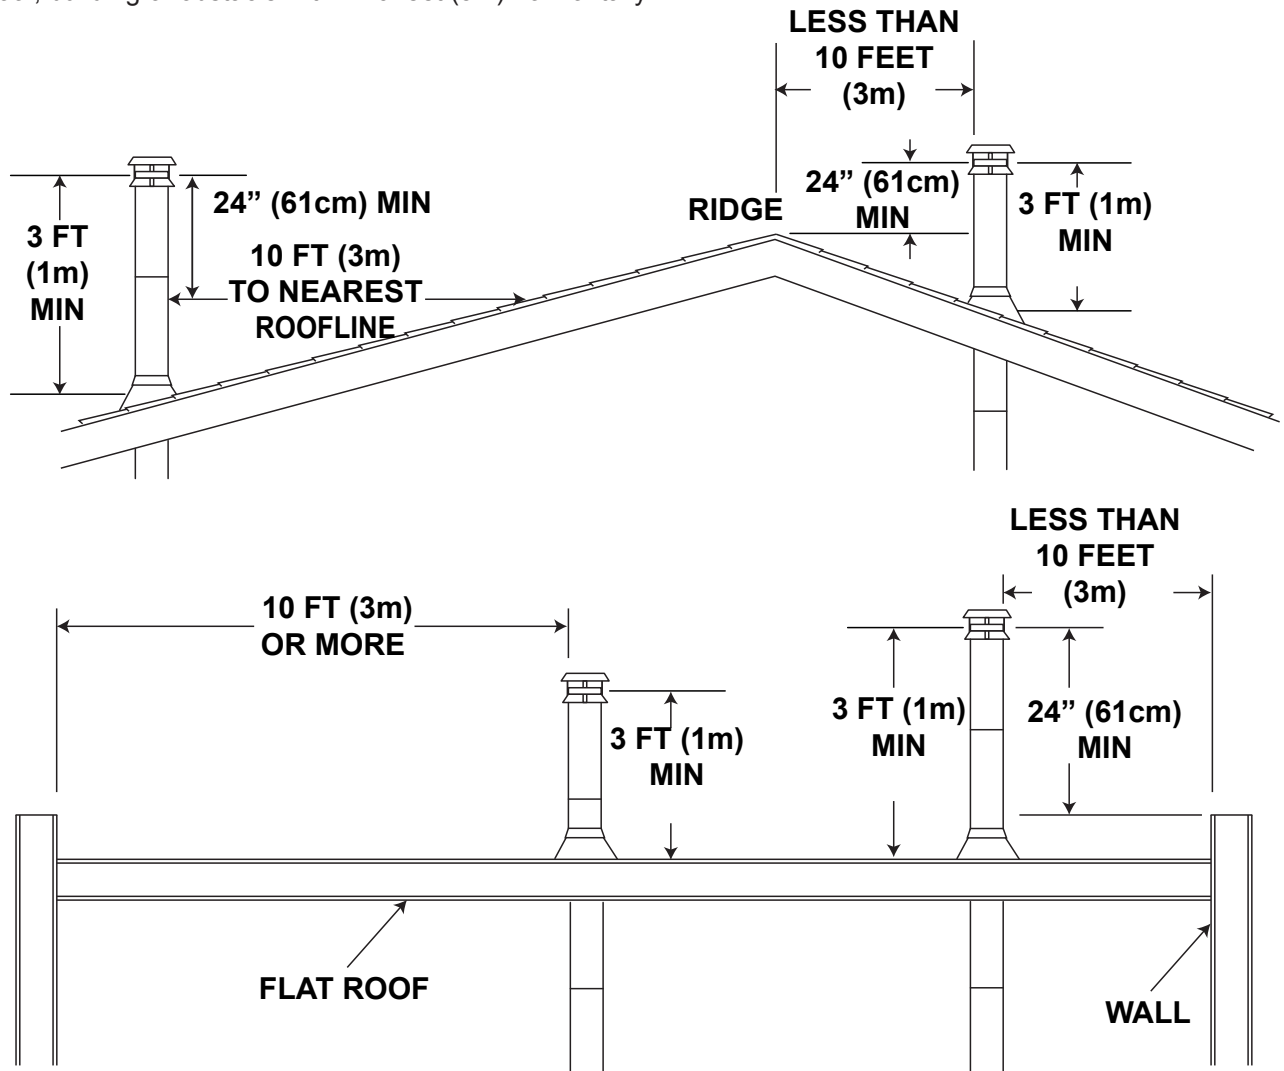 LESS THAN
10 FEET
(3m)
24” (61cm) MIN
3 FT
(1m)
MIN
10 FT (3m)
TO NEAREST
ROOFLINE
RIDGE
24” (61cm)
MIN
3 FT (1m)
MIN
LESS THAN
10 FEET
(3m)
10 FT (3m)
OR MORE
3 FT (1m)
MIN
3 FT (1m)
MIN
24” (61cm)
MIN
FLAT ROOF
WALL